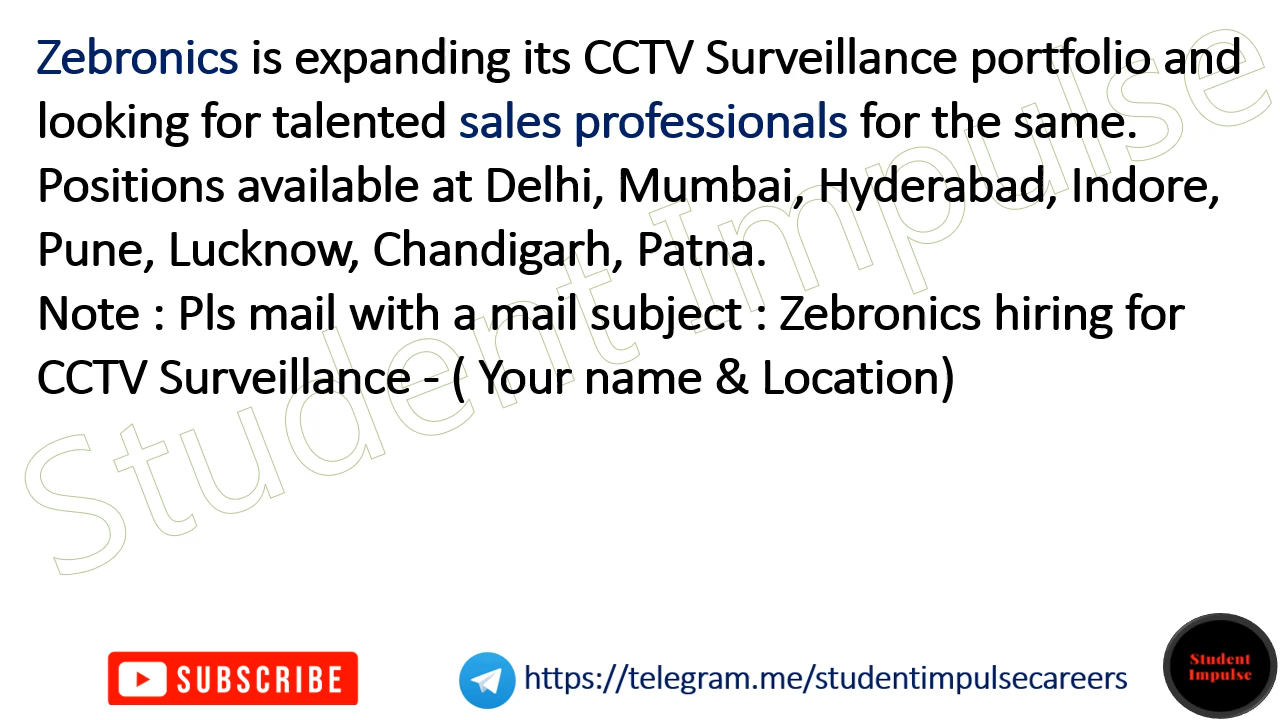 Zebronics is expanding its CCTV Surveillance portfolio and
looking for talented sales professionals for the same.
Positions available at Delhi, Mumbai, Hyderabad, Indore,
Pune, Lucknow, Chandigarh, Patna.
Note : Pls mail with a mail subject : Zebronics hiring for
CCTV Surveillance - ( Your name & Location)
Student Impulse
SUBSCRIBE
https://telegram.me/studentimpulsecareers
Student
Impulse